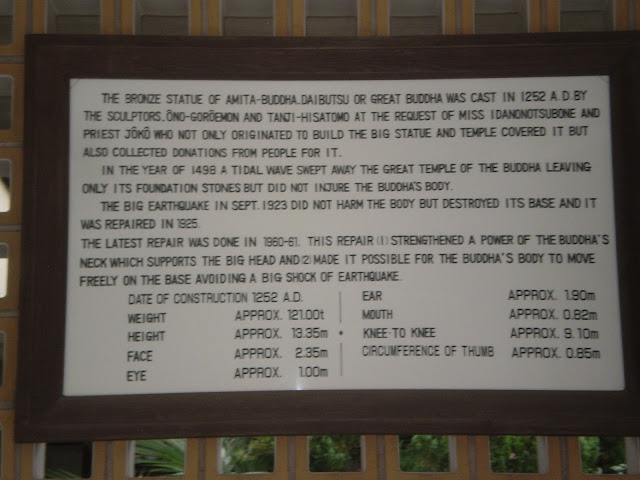 THE BRONZE STATUE OF AMITA-BUDDHA.DAIBUTSU OR GREAT BUDDHA WAS CAST IN 1252 A.D.BY
THE SCULPTORS.ŌNO-GORŌEMON AND TANJI-HISATOMO AT THE REQUEST OF MISS IDANONOTSUBONE AND
PRIEST JŌKŌ WHO NOT ONLY ORIGINATED TO BUILD THE BIG STATUE AND TEMPLE COVERED IT BUT
ALSO COLLECTED DONATIONS FROM PEOPLE FOR IT.
IN THE YEAR OF 1498 A TIDAL WAVE SWEPT AWAY THE GREAT TEMPLE OF THE BUDDHA LEAVING
ONLY ITS FOUNDATION STONES BUT DID NOT INJURE THE BUDDHA'S BODY.
THE BIG EARTHQUAKE IN SEPT.1923 DID NOT HARM THE BODY BUT DESTROYED ITS BASE AND IT
WAS REPAIRED IN 1925.
THE LATEST REPAIR WAS DONE IN 1960-61. THIS REPAIR (1) STRENGTHENED A POWER OF THE BUDDHA'S
NECK WHICH SUPPORTS THE BIG HEAD AND (2) MADE IT POSSIBLE FOR THE BUDDHA'S BODY TO MOVE
FREELY ON THE BASE AVOIDING A BIG SHOCK OF EARTHQUAKE.
DATE OF CONSTRUCTION 1252 A.D.
WEIGHT APPROX. 121.00t
HEIGHT APPROX. 13.35m
FACE APPROX. 2.35m
EYE APPROX. 1.00m
EAR APPROX. 1.90m
MOUTH APPROX. 0.82m
KNEE TO KNEE APPROX. 9.10m
CIRCUMFERENCE OF THUMB APPROX. 0.85m